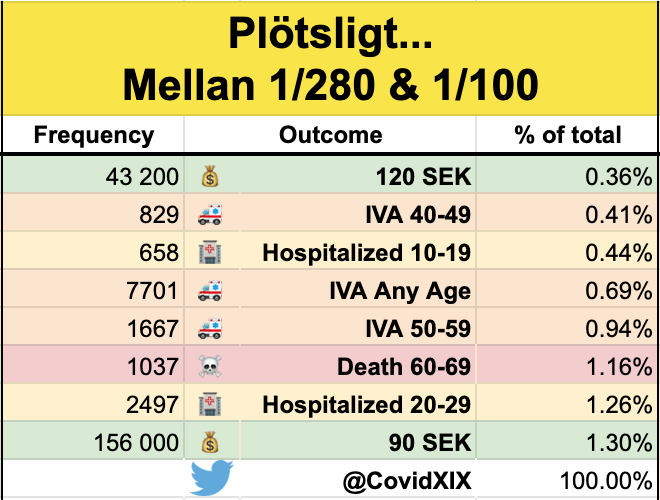 Plötsligt...
Mellan 1/280 & 1/100
Frequency Outcome % of total
43 200 120 SEK 0.36%
829 IVA 40-49 0.41%
658 Hospitalized 10-19 0.44%
7701 IVA Any Age 0.69%
1667 IVA 50-59 0.94%
1037 Death 60-69 1.16%
2497 Hospitalized 20-29 1.26%
156 000 90 SEK 1.30%
@CovidXIX 100.00%